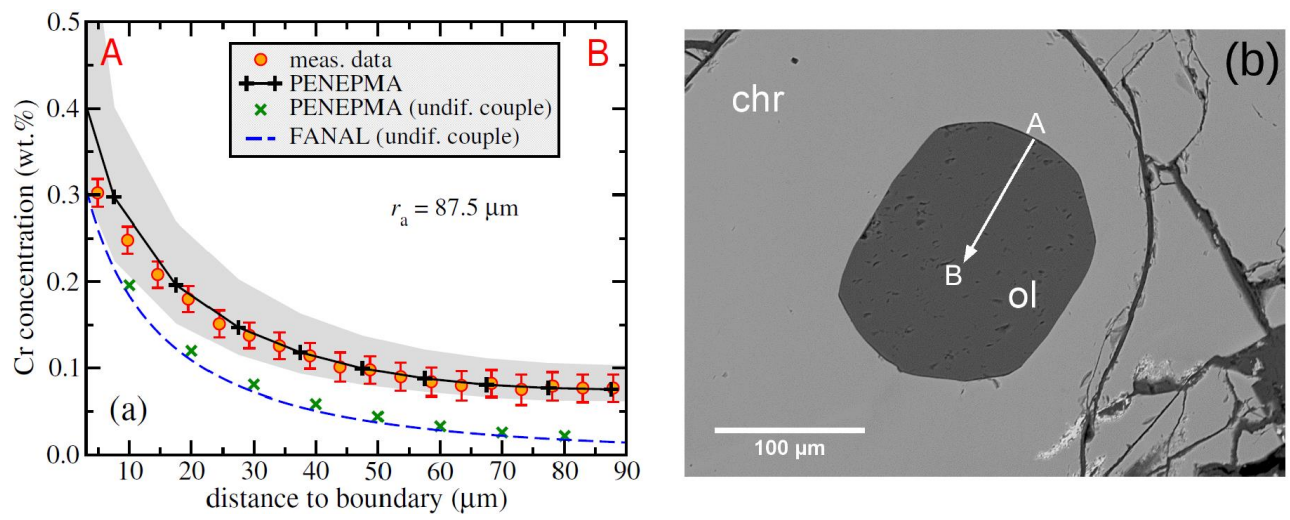 0.5
0.4
0.3
0.2
0.1
0.0
Cr concentration (wt.%)
A
B
meas. data
PENEPMA
PENEPMA (undif. couple)
FANAL (undif. couple)
r_a = 87.5 μm
(a)
10 20 30 40 50 60 70 80 90
distance to boundary (μm)
(b)
chr
A
B
ol
100 μm